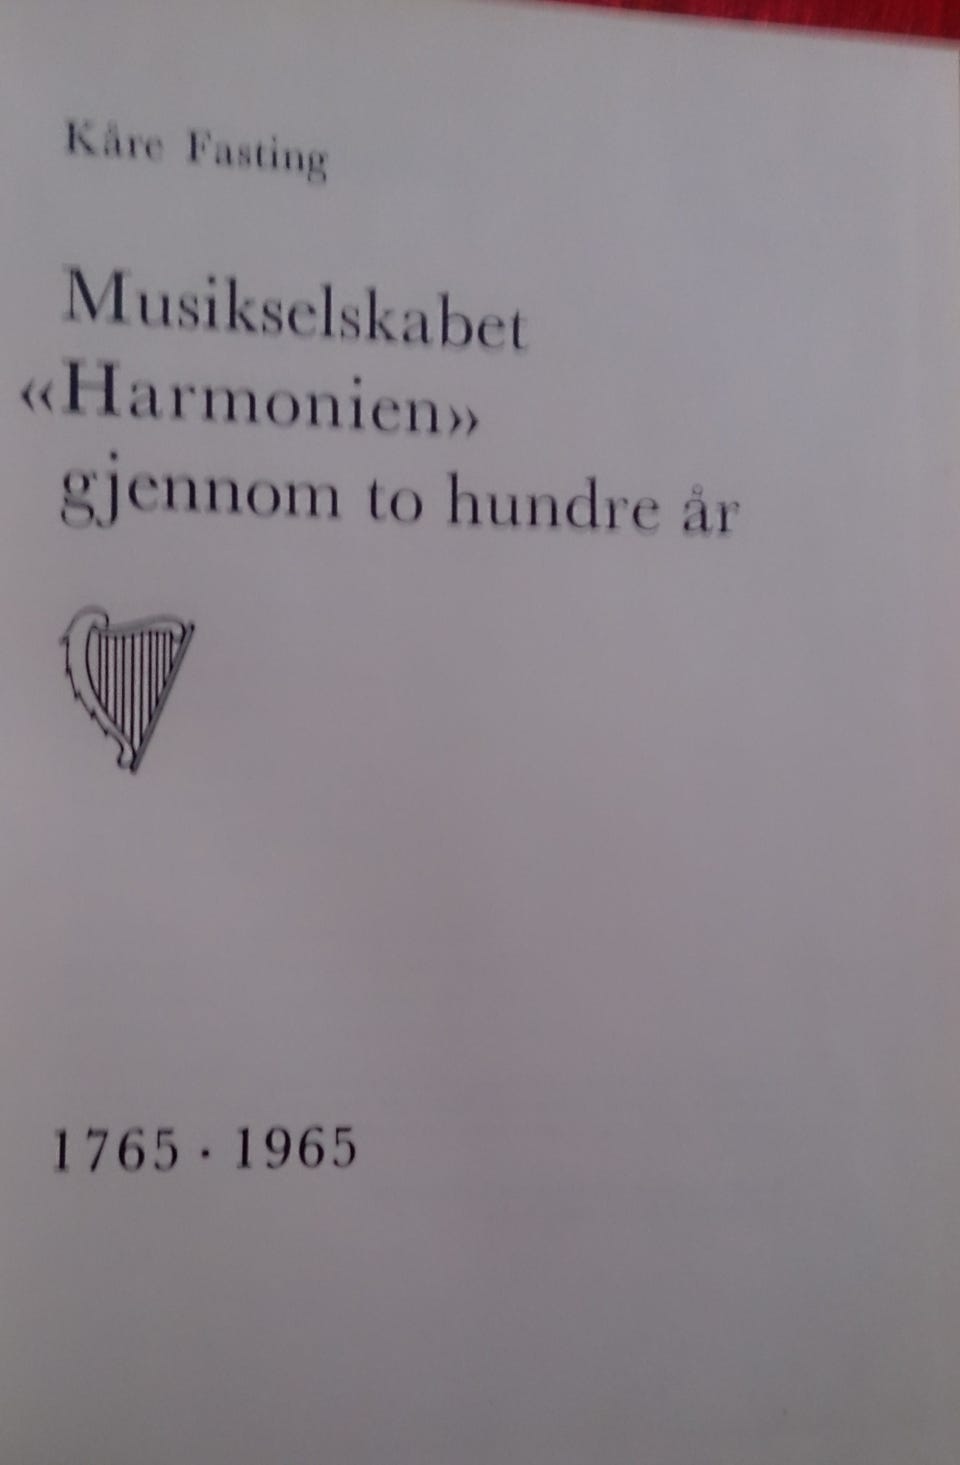 Kåre Fasting
Musikselskabet
«Harmonien»
gjennom to hundre år
1765 · 1965